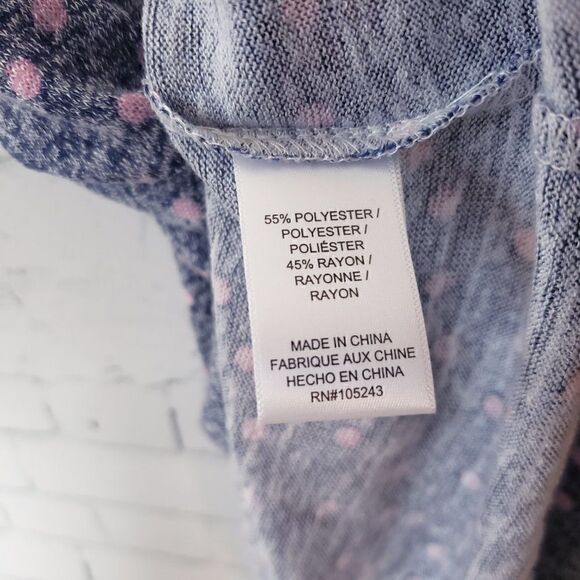 55% POLYESTER /
POLYESTER /
POLIÉSTER
45% RAYON /
RAYONNE /
RAYON
MADE IN CHINA
FABRIQUE AUX CHINE
HECHO EN CHINA
RN#105243